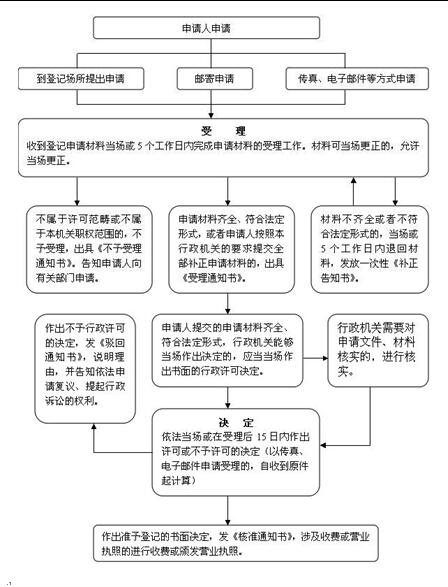 申请人申请
到登记场所提出申请
邮寄申请
传真、电子邮件等方式申请
受 理
收到登记申请材料当场或 5 个工作日内完成申请材料的受理工作。材料可当场更正的，允许
当场更正。
不属于许可范畴或不属
于本机关职权范围的，不
予受理，出具《不予受理
通知书》。告知申请人向
有关部门申请。
申请材料齐全、符合法定
形式，或者申请人按照本
行政机关的要求提交全
部补正申请材料的，出具
《受理通知书》。
材料不齐全或者不符
合法定形式的，当场或
5 个工作日内退回材
料，发放一次性《补正
告知书》。
作出不予行政许可
的决定，发《驳回
通知书》，说明理
由，并告知依法申
请复议、提起行政
诉讼的权利。
申请人提交的申请材料齐全、
符合法定形式，行政机关能够
当场作出决定的，应当当场作
出书面的行政许可决定。
行政机关需要对
申请文件、材料
核实的，进行核
实。
决 定
依法当场或在受理后 15 日内作出
许可或不予许可的决定（以传真、
电子邮件申请受理的，自收到原件
起计算）
作出准予登记的书面决定，发《核准通知书》，涉及收费或营业
执照的进行收费或颁发营业执照。